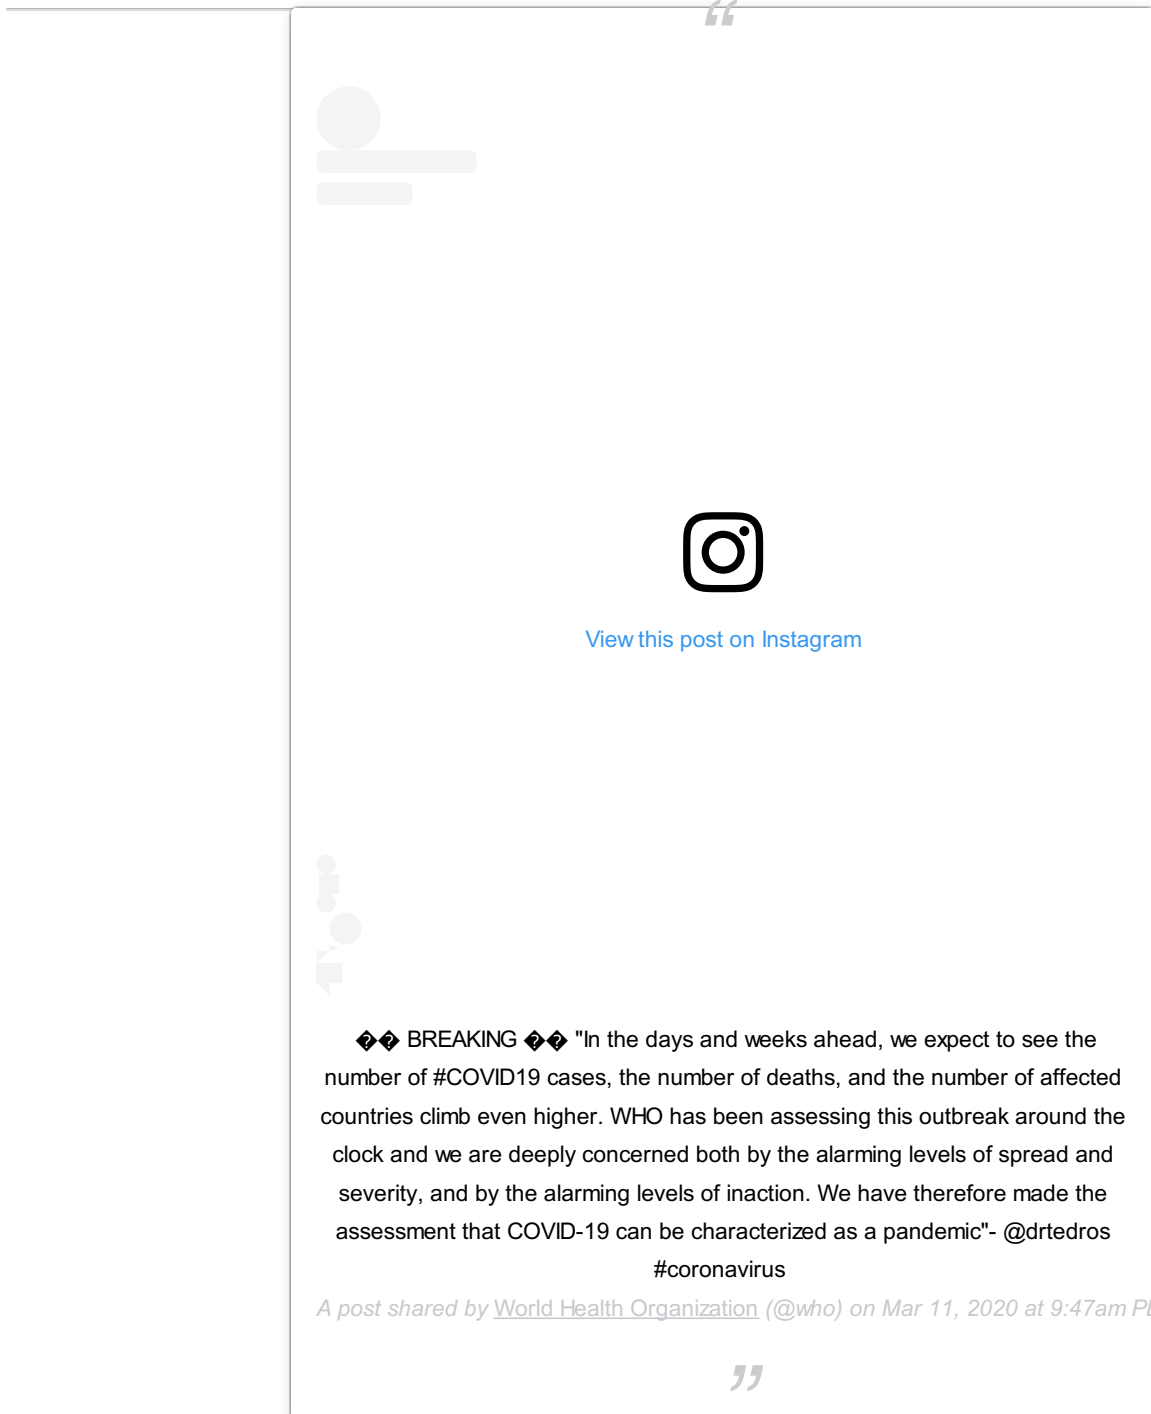 “
View this post on Instagram
�� BREAKING �� "In the days and weeks ahead, we expect to see the
number of #COVID19 cases, the number of deaths, and the number of affected
countries climb even higher. WHO has been assessing this outbreak around the
clock and we are deeply concerned both by the alarming levels of spread and
severity, and by the alarming levels of inaction. We have therefore made the
assessment that COVID-19 can be characterized as a pandemic"- @drtedros
#coronavirus
A post shared by World Health Organization (@who) on Mar 11, 2020 at 9:47am
”